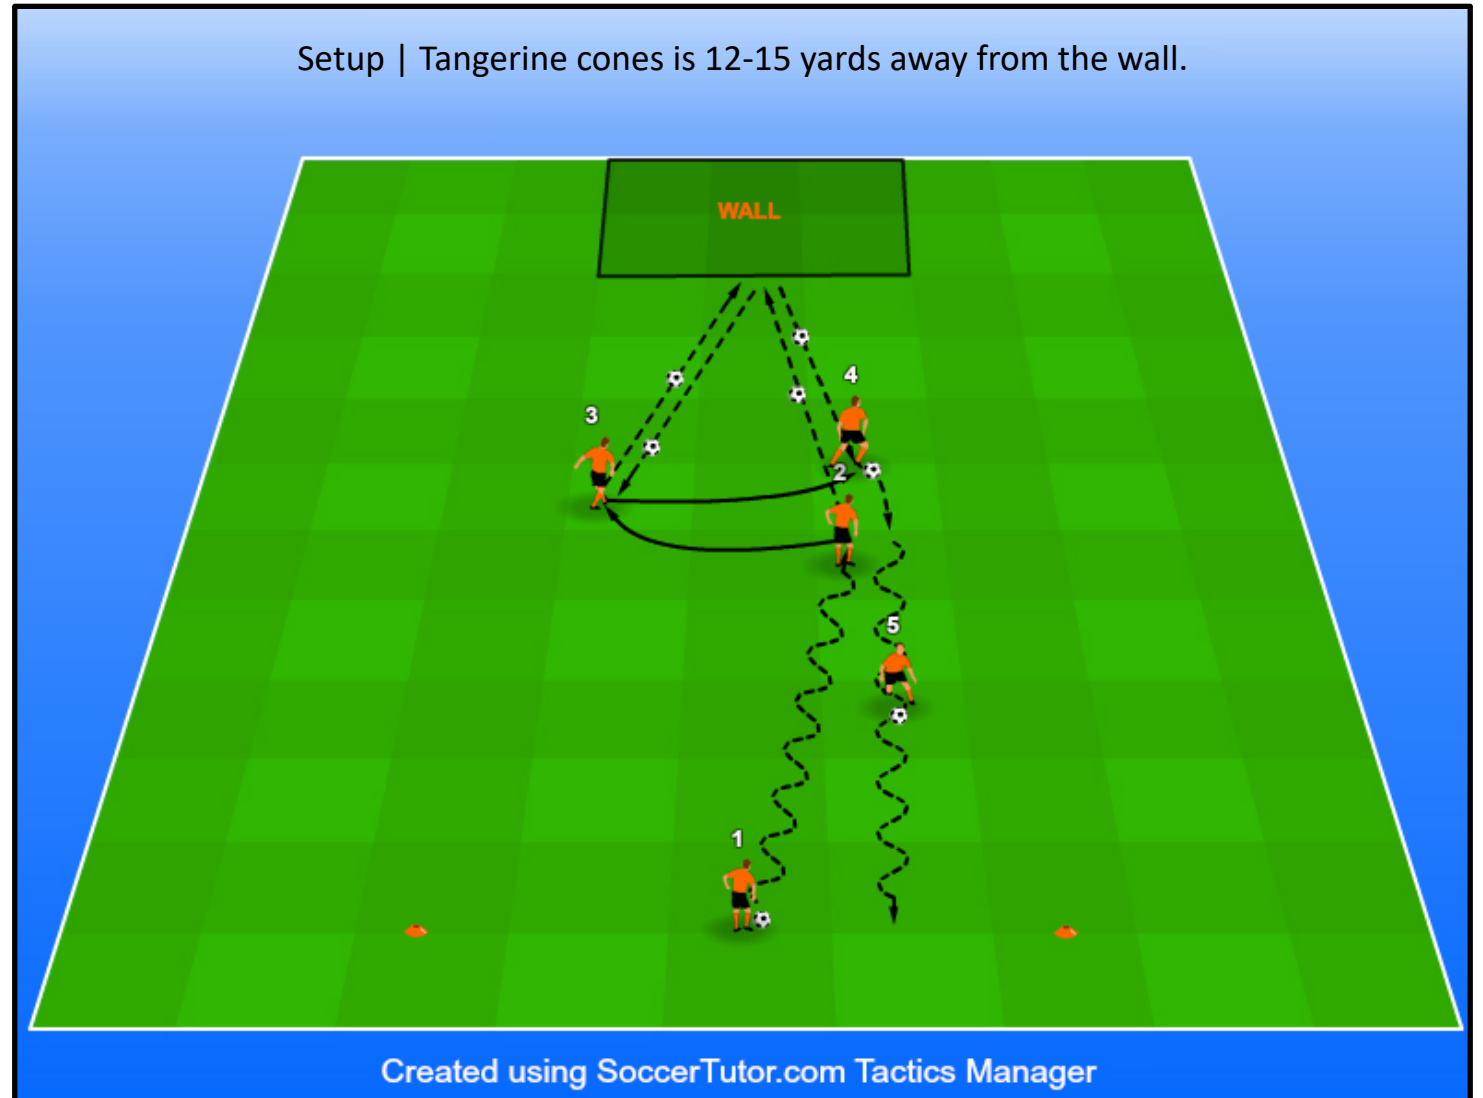 Setup | Tangerine cones is 12-15 yards away from the wall.
WALL
4
3
2
5
1
Created using SoccerTutor.com Tactics Manager